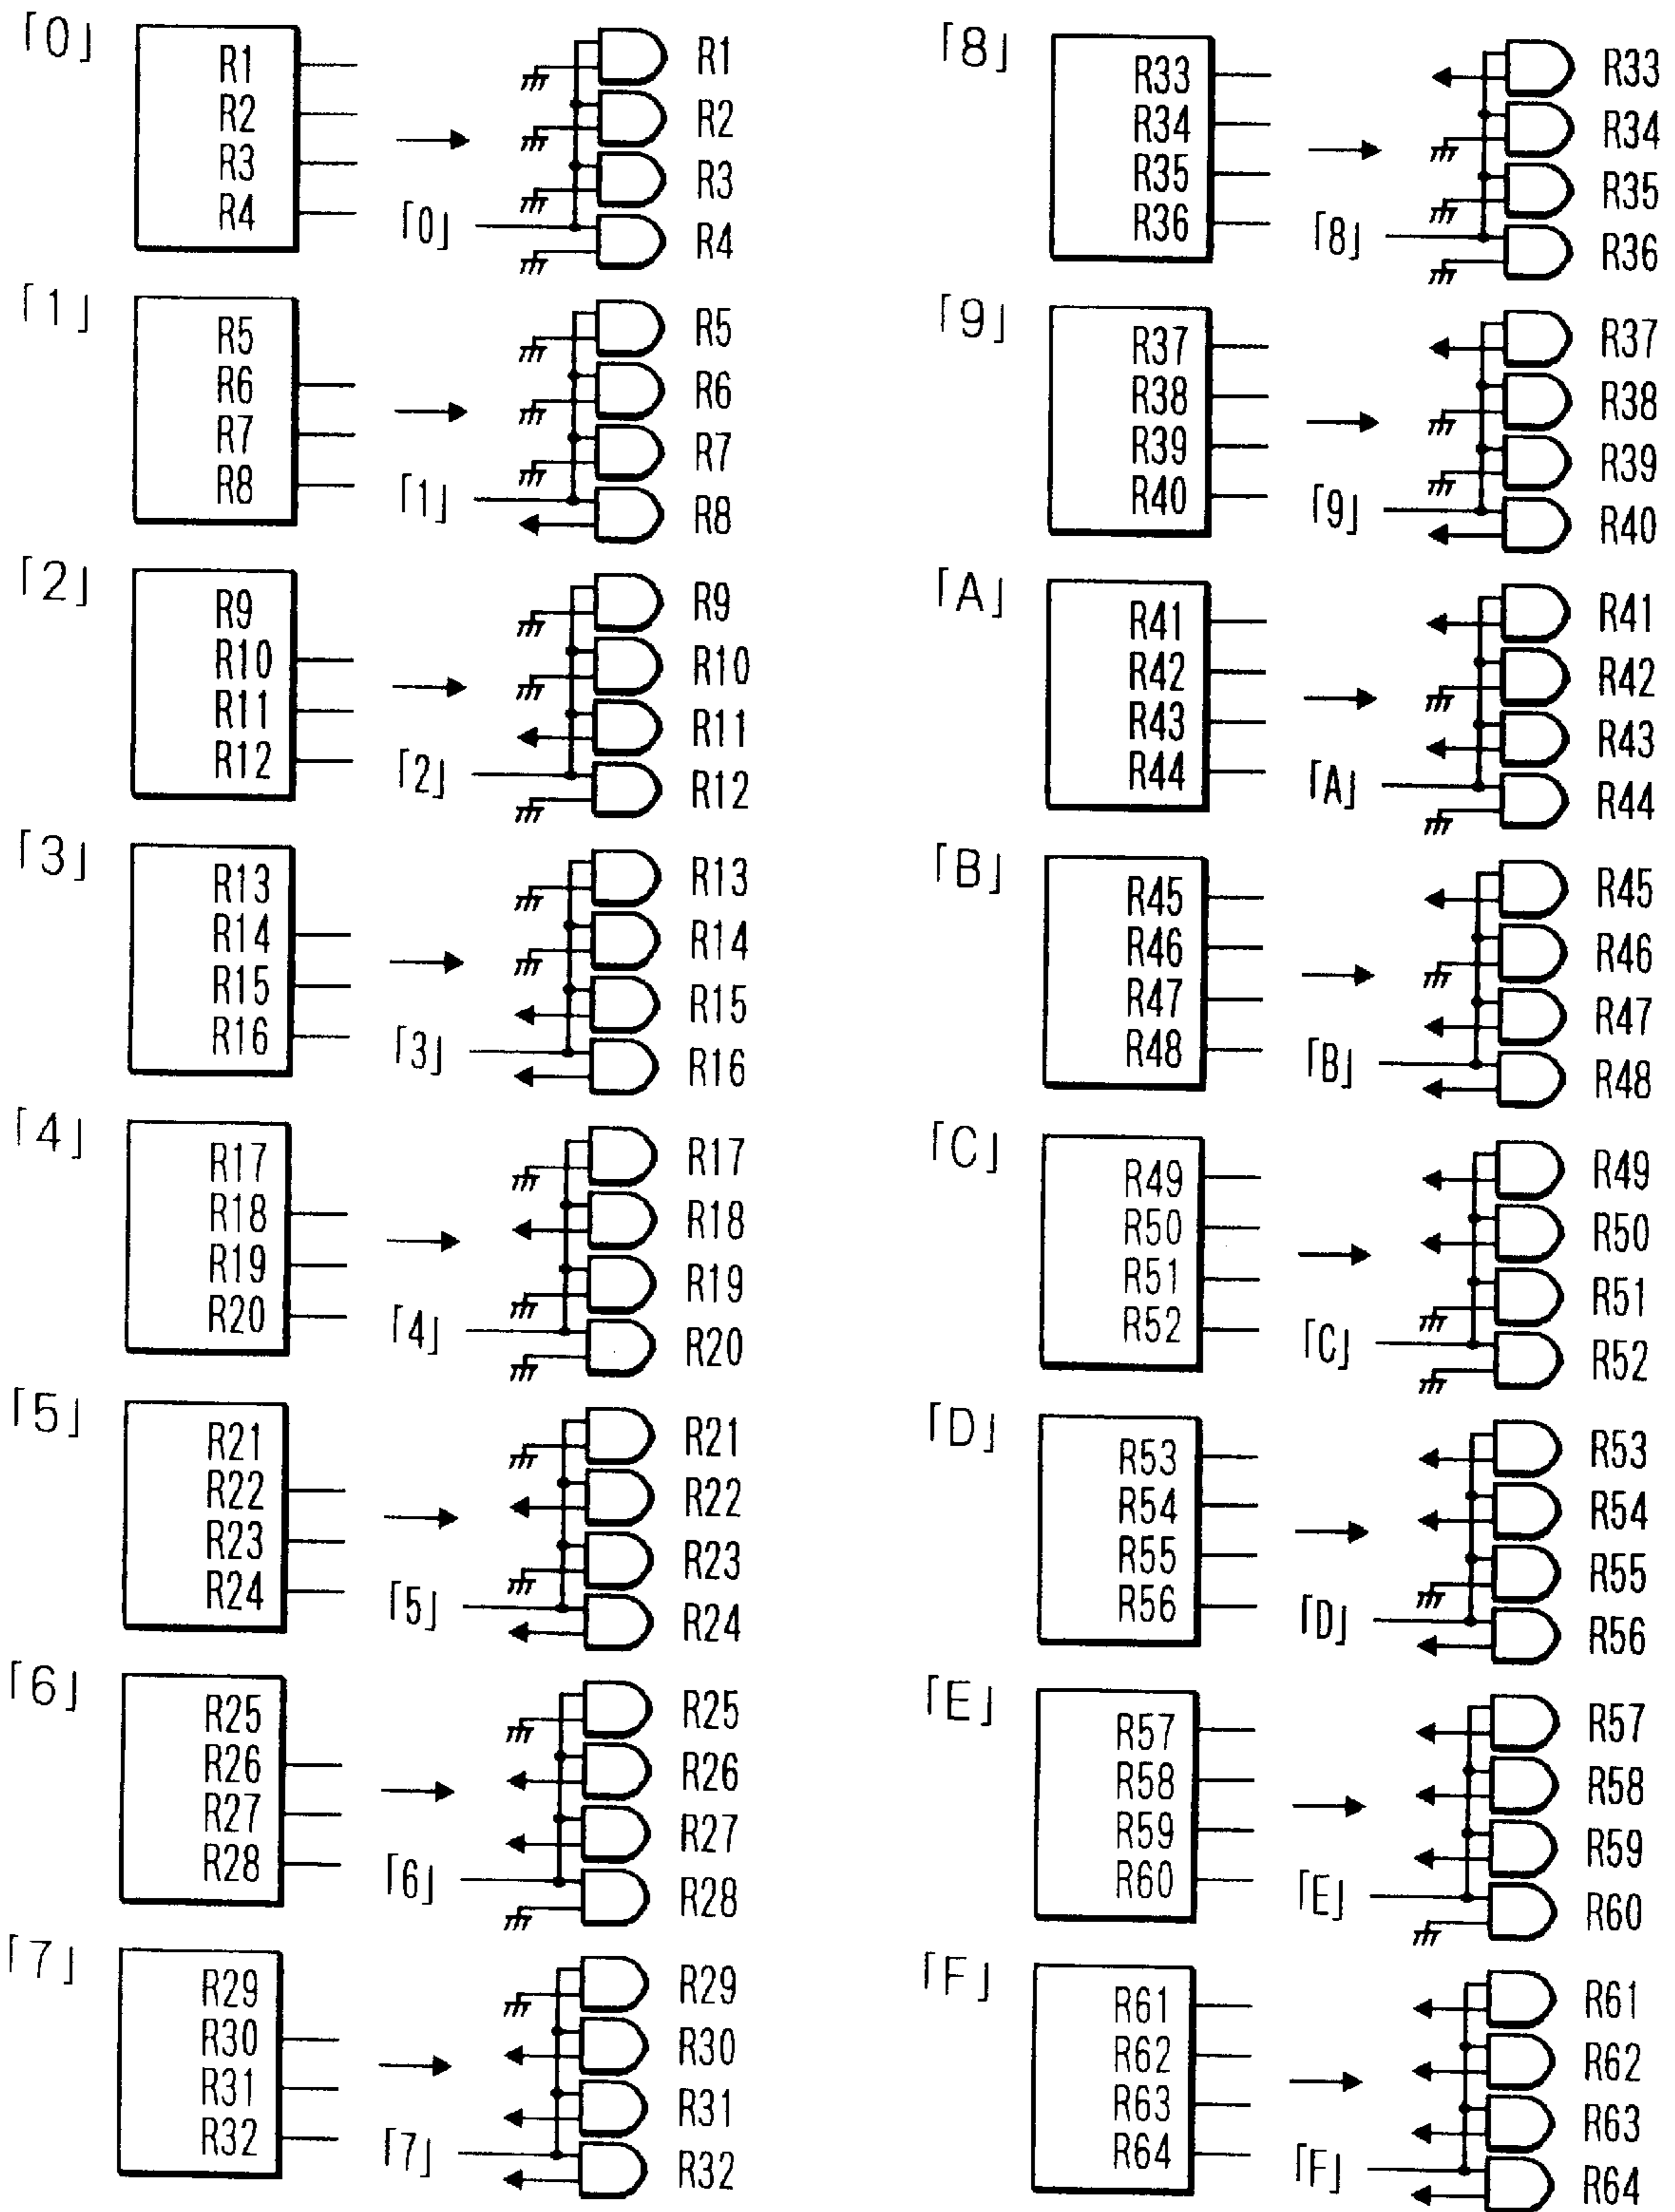 「0」
R1
R2
R3
R4
「0」
R1
R2
R3
R4
「1」
R5
R6
R7
R8
「1」
R5
R6
R7
R8
「2」
R9
R10
R11
R12
「2」
R9
R10
R11
R12
「3」
R13
R14
R15
R16
「3」
R13
R14
R15
R16
「4」
R17
R18
R19
R20
「4」
R17
R18
R19
R20
「5」
R21
R22
R23
R24
「5」
R21
R22
R23
R24
「6」
R25
R26
R27
R28
「6」
R25
R26
R27
R28
「7」
R29
R30
R31
R32
「7」
R29
R30
R31
R32
「8」
R33
R34
R35
R36
「8」
R33
R34
R35
R36
「9」
R37
R38
R39
R40
「9」
R37
R38
R39
R40
「A」
R41
R42
R43
R44
「A」
R41
R42
R43
R44
「B」
R45
R46
R47
R48
「B」
R45
R46
R47
R48
「C」
R49
R50
R51
R52
「C」
R49
R50
R51
R52
「D」
R53
R54
R55
R56
「D」
R53
R54
R55
R56
「E」
R57
R58
R59
R60
「E」
R57
R58
R59
R60
「F」
R61
R62
R63
R64
「F」
R61
R62
R63
R64